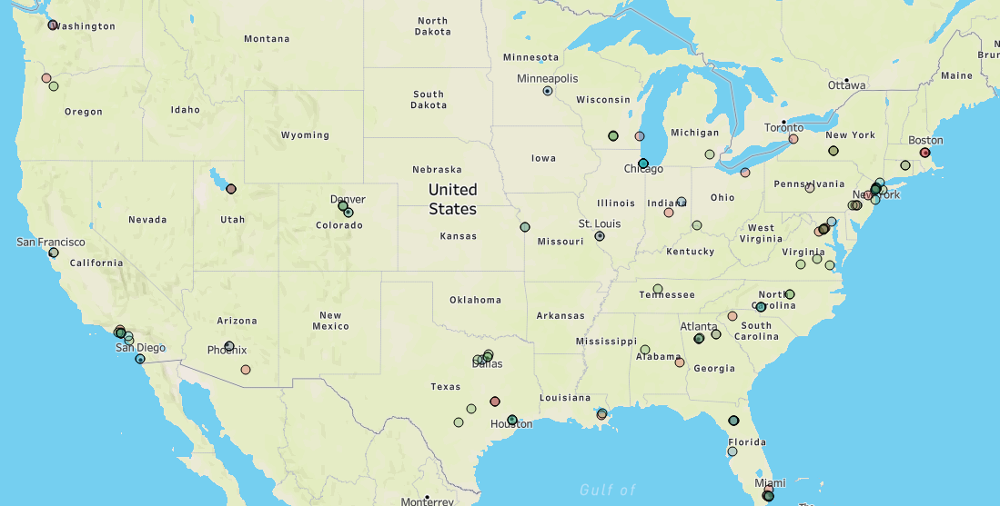 Washington
Montana
North
Dakota
Minnesota
Minneapolis
Ottawa
Maine
Oregon
Idaho
South
Dakota
Wisconsin
Toronto
Wyoming
Michigan
New York
Boston
Iowa
Chicago
Nebraska
Pennsylvania
United
States
New York
Denver
Nevada
Utah
Colorado
Illinois
Indiana
Ohio
San Francisco
Kansas
St. Louis
Missouri
West
Virginia
Virginia
California
Kentucky
Oklahoma
Tennessee
North
Carolina
Arizona
New
Mexico
Arkansas
Atlanta
South
Carolina
San Diego
Phoenix
Mississippi
Alabama
Dallas
Georgia
Texas
Louisiana
Houston
Florida
Miami
Gulf of
Monterrey